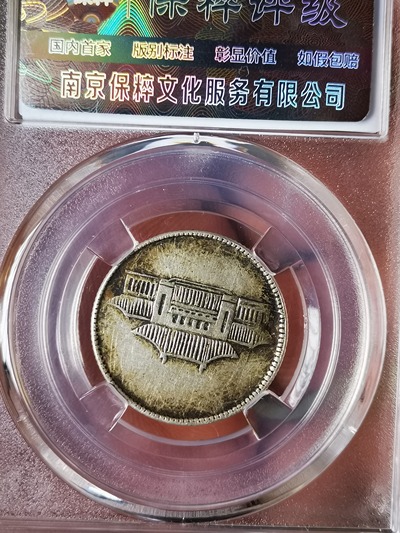 保粹评级
国内首家 版别标注 彰显价值 如假包赔
南京保粹文化服务有限公司